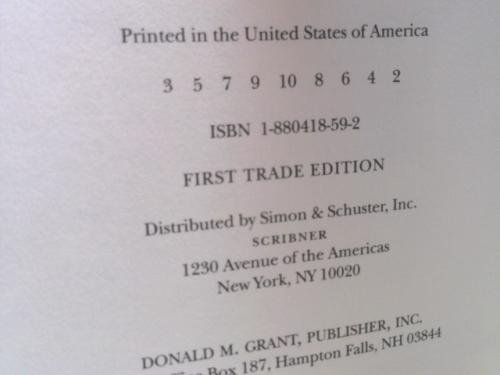 Printed in the United States of America
3 5 7 9 10 8 6 4 2
ISBN 1-880418-59-2
FIRST TRADE EDITION
Distributed by Simon & Schuster, Inc.
SCRIBNER
1230 Avenue of the Americas
New York, NY 10020
DONALD M. GRANT, PUBLISHER, INC.
Box 187, Hampton Falls, NH 03844